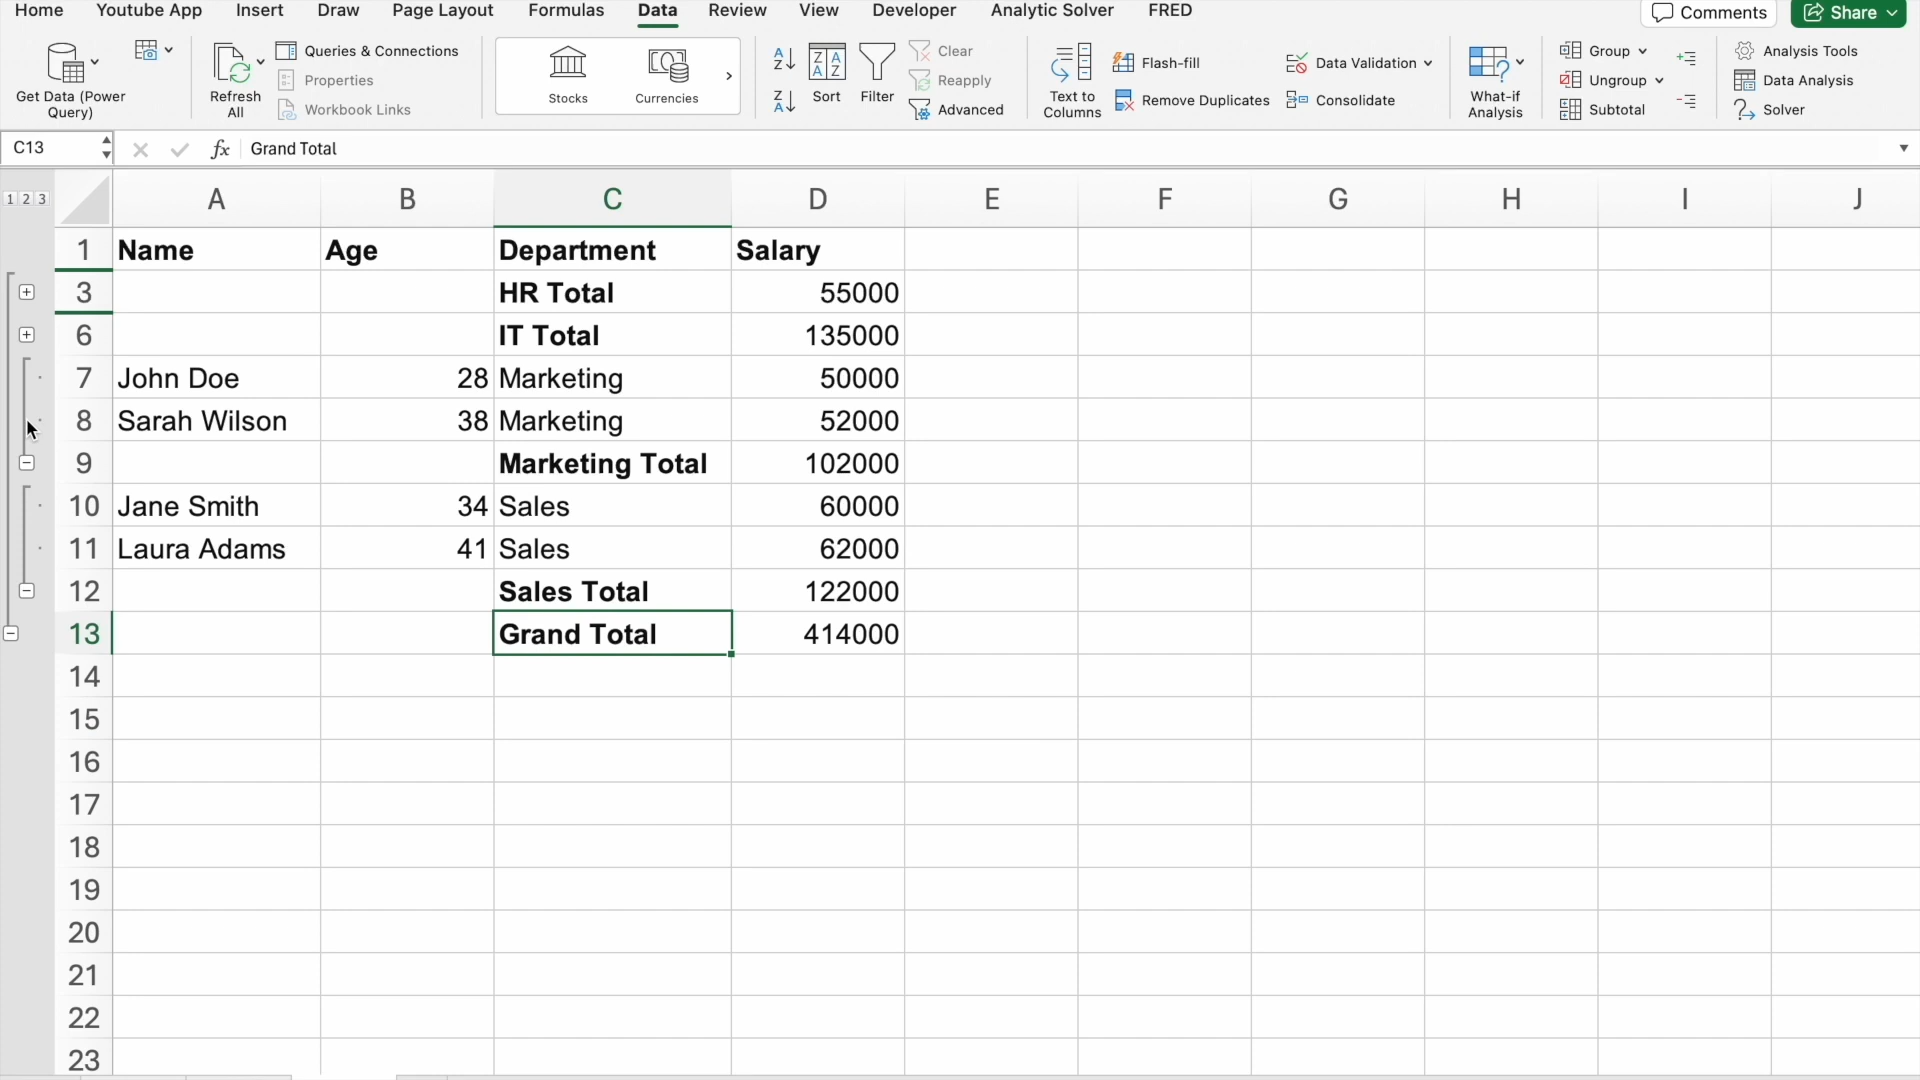 Home Youtube App Insert Draw Page Layout Formulas Data Review View Developer Analytic Solver FRED Comments Share
Get Data (Power Query)
Refresh All
Queries & Connections
Properties
Workbook Links
Stocks
Currencies
Sort
Filter
Clear
Reapply
Advanced
Text to Columns
Flash-fill
Remove Duplicates
Data Validation
Consolidate
What-if Analysis
Group
Ungroup
Subtotal
Analysis Tools
Data Analysis
Solver
C13 fx Grand Total
1 2 3 A B C D E F G H I J
1 Name Age Department Salary
3 HR Total 55000
6 IT Total 135000
7 John Doe 28 Marketing 50000
8 Sarah Wilson 38 Marketing 52000
9 Marketing Total 102000
10 Jane Smith 34 Sales 60000
11 Laura Adams 41 Sales 62000
12 Sales Total 122000
13 Grand Total 414000
14
15
16
17
18
19
20
21
22
23